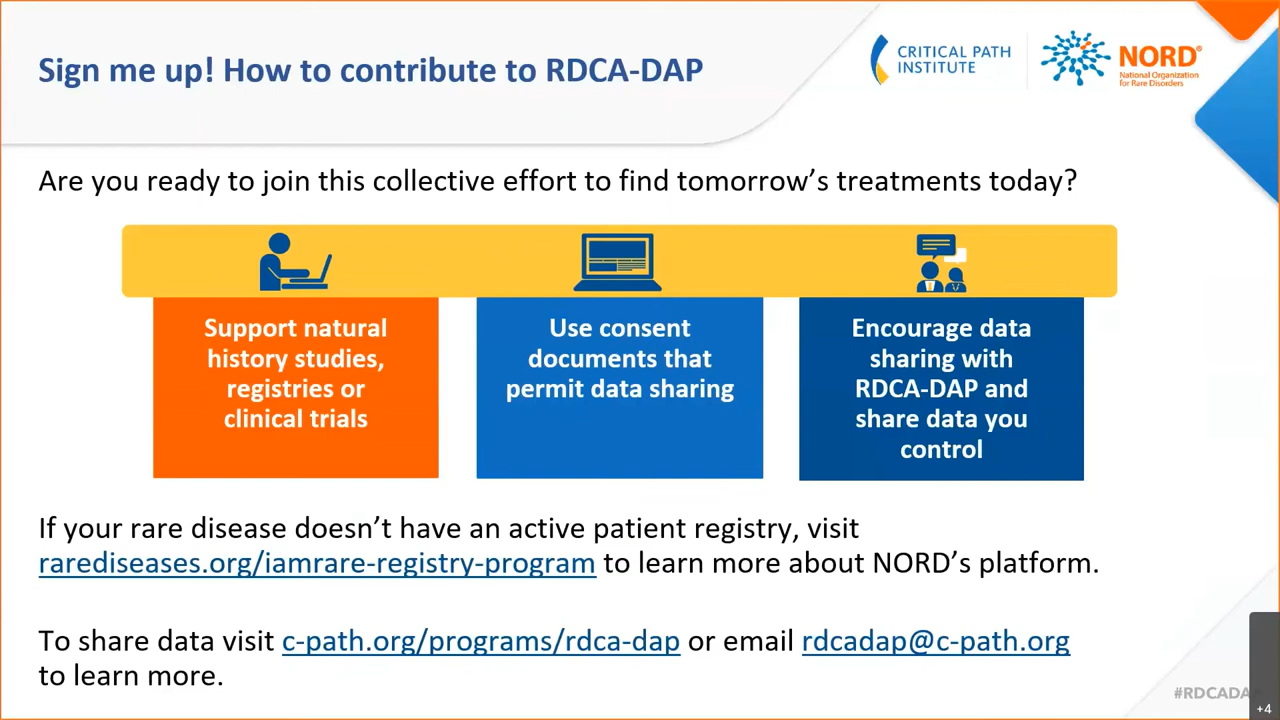 Sign me up! How to contribute to RDCA-DAP
CRITICAL PATH
INSTITUTE
NORD®
National Organization
for Rare Disorders
Are you ready to join this collective effort to find tomorrow’s treatments today?
Support natural
history studies,
registries or
clinical trials
Use consent
documents that
permit data sharing
Encourage data
sharing with
RDCA-DAP and
share data you
control
If your rare disease doesn’t have an active patient registry, visit
rarediseases.org/iamrare-registry-program to learn more about NORD’s platform.
To share data visit c-path.org/programs/rdca-dap or email rdcadap@c-path.org
to learn more.
#RDCADA
+4